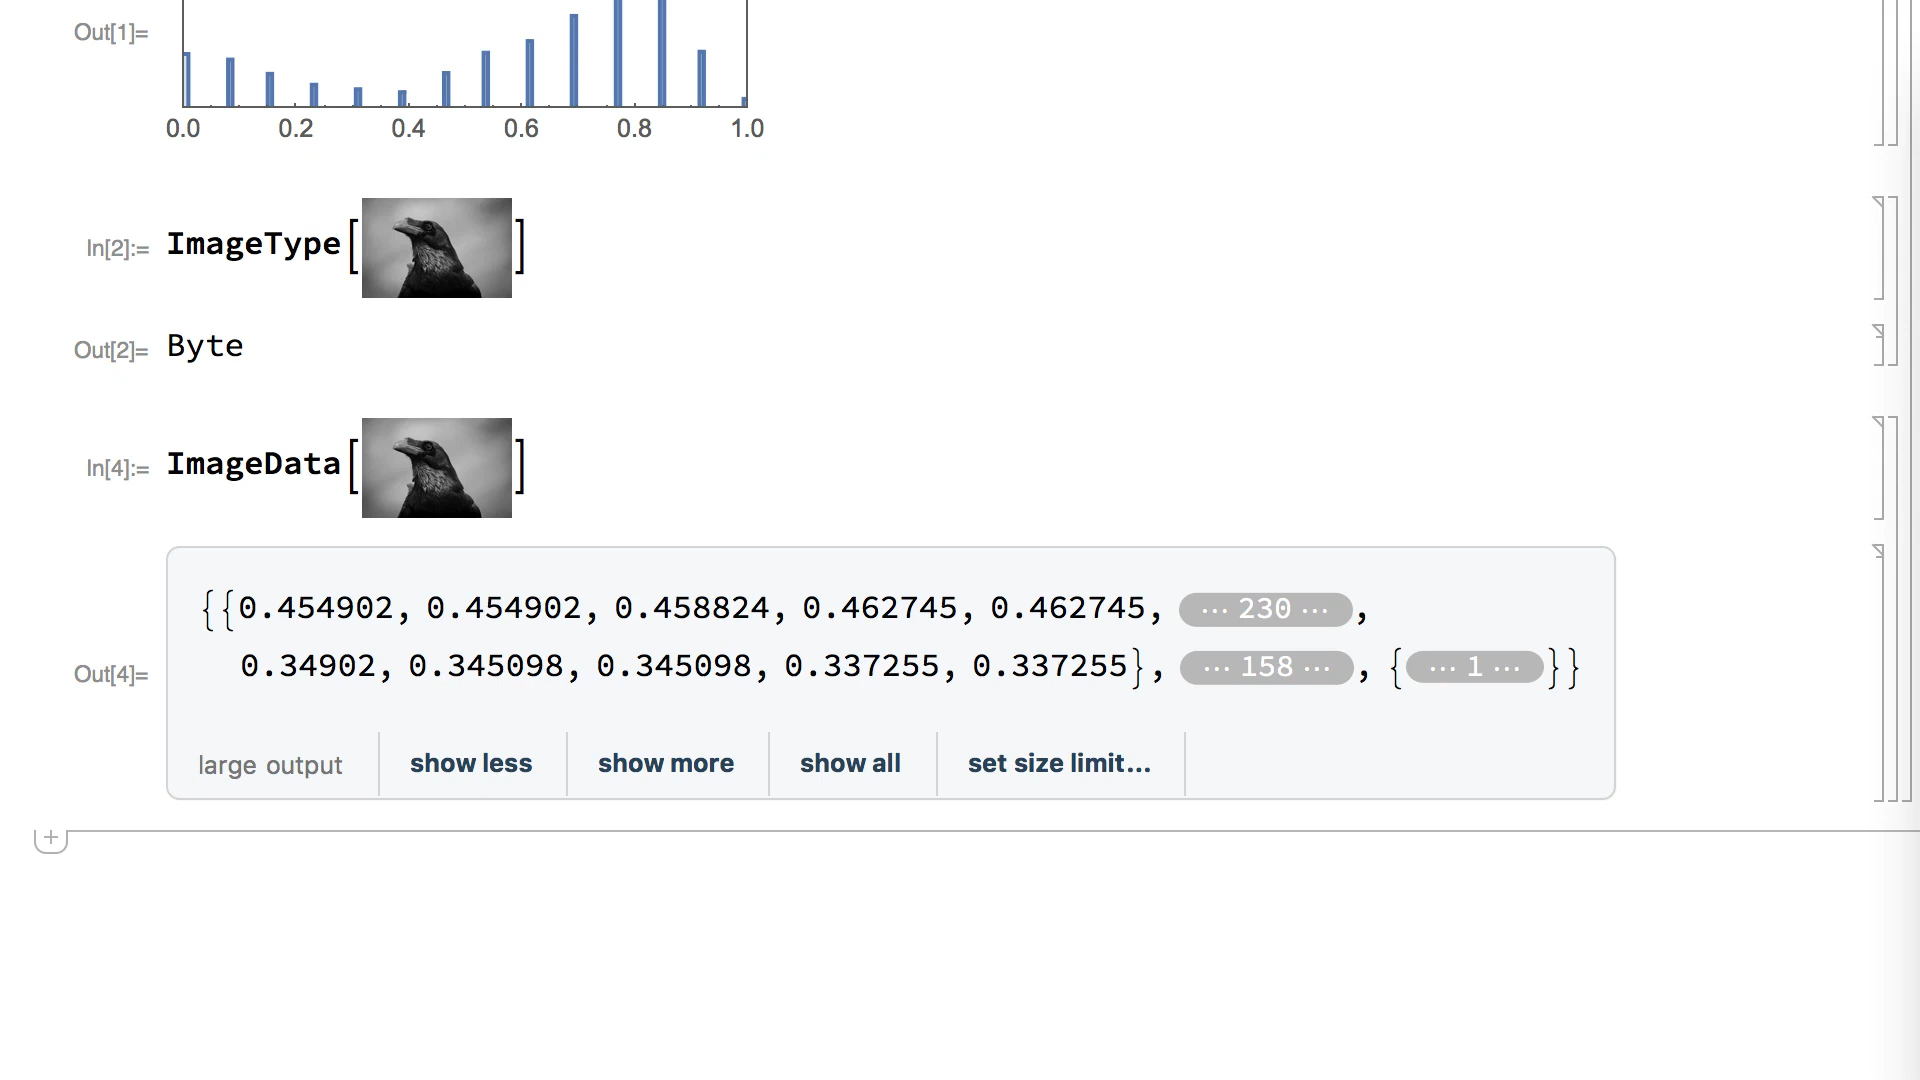 Out[1]=
0.0 0.2 0.4 0.6 0.8 1.0
In[2]:= ImageType[ ]
Out[2]= Byte
In[4]:= ImageData[ ]
{{0.454902, 0.454902, 0.458824, 0.462745, 0.462745, ··· 230 ··· ,
Out[4]= 0.34902, 0.345098, 0.345098, 0.337255, 0.337255}, ··· 158 ··· , { ··· 1 ··· }}
large output show less show more show all set size limit...
+